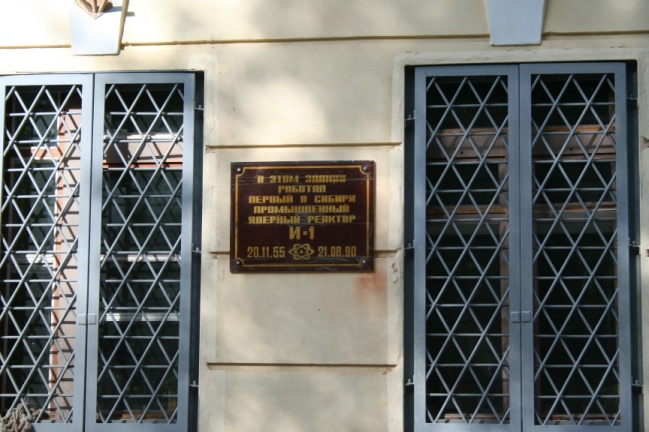 В ЭТОМ ЗДАНИИ
РАБОТАЛ
ПЕРВЫЙ В СИБИРИ
ПРОМЫШЛЕННЫЙ
ЯДЕРНЫЙ РЕАКТОР
И-1
20.11.55 21.08.90